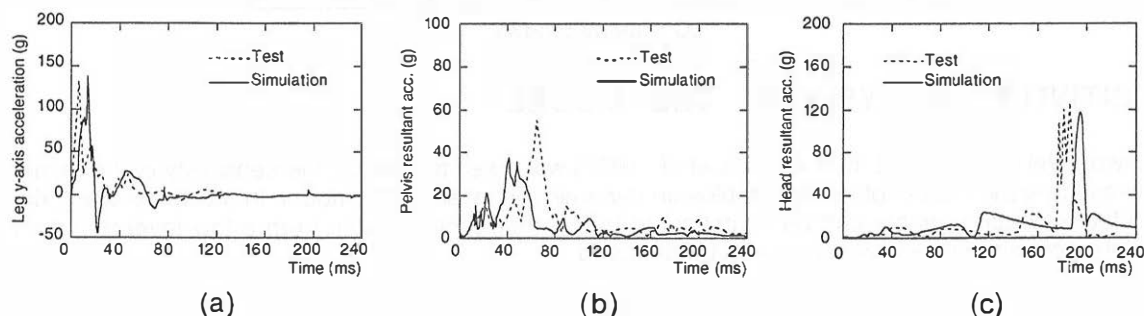 200
150
100
50
0
-50
Leg y-axis acceleration (g)
Test
Simulation
0 40 80 120 160 200 240
Time (ms)
(a)
100
80
60
40
20
0
Pelvis resultant acc. (g)
Test
Simulation
0 40 80 120 160 200 240
Time (ms)
(b)
200
160
120
80
40
0
Head resultant acc. (g)
Test
Simulation
0 40 80 120 160 200 240
Time (ms)
(c)